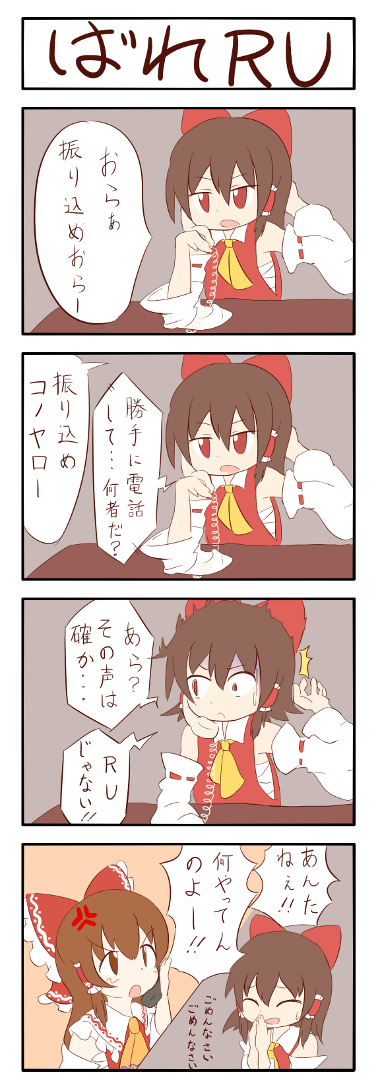 ばれRU
おらぁ
振り込めおらー
振り込め
コノヤロー
勝手に電話
して…何者だ?
あら?
その声は
確か…
RU
じゃない!!
あんた
ねぇ!!
何やってん
のよー!!
ごめんなさい
ごめんなさい